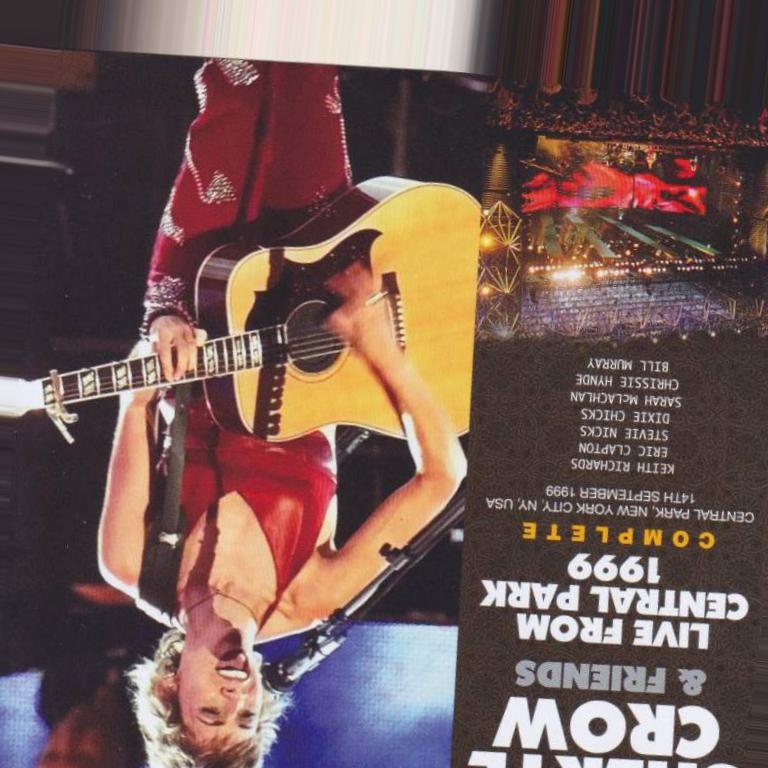 CROW
& FRIENDS
LIVE FROM
CENTRAL PARK
1999
COMPLETE
CENTRAL PARK, NEW YORK CITY, NY, USA
14TH SEPTEMBER 1999
KEITH RICHARDS
ERIC CLAPTON
STEVIE NICKS
DIXIE CHICKS
SARAH McLACHLAN
CHRISSIE HYNDE
BILL MURRAY